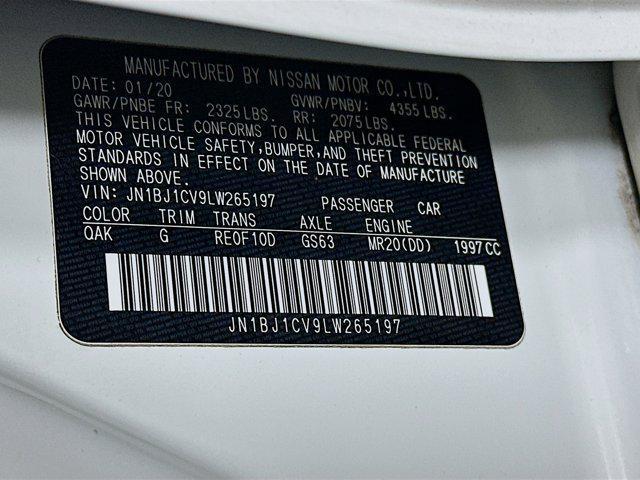 MANUFACTURED BY NISSAN MOTOR CO.,LTD.
DATE: 01/20
GAWR/PNBE FR: 2325 LBS. GVWR/PNBV: 4355 LBS.
RR: 2075 LBS.
THIS VEHICLE CONFORMS TO ALL APPLICABLE FEDERAL
MOTOR VEHICLE SAFETY,BUMPER,AND THEFT PREVENTION
STANDARDS IN EFFECT ON THE DATE OF MANUFACTURE
SHOWN ABOVE.
VIN: JN1BJ1CV9LW265197 PASSENGER CAR
COLOR TRIM TRANS AXLE ENGINE
QAK G REOF10D GS63 MR20(DD) 1997CC
JN1BJ1CV9LW265197